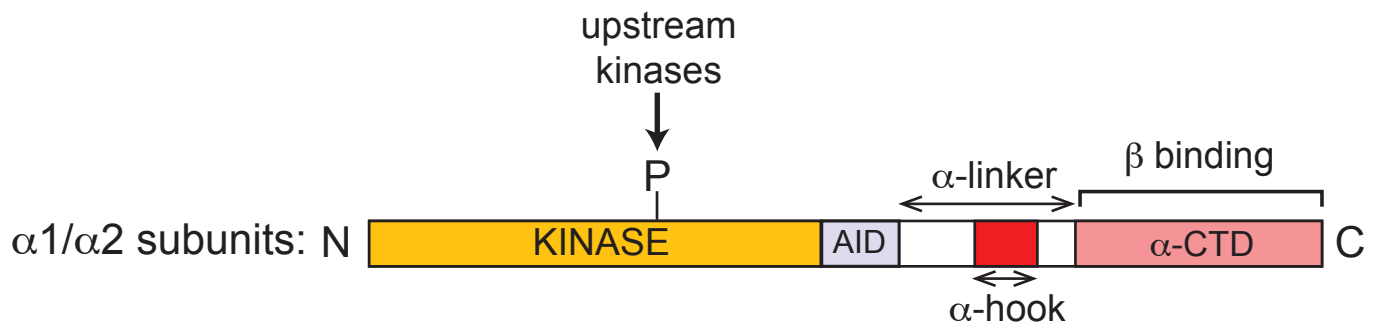 upstream
kinases
P
α-linker
β binding
α1/α2 subunits: N KINASE AID α-CTD C
α-hook